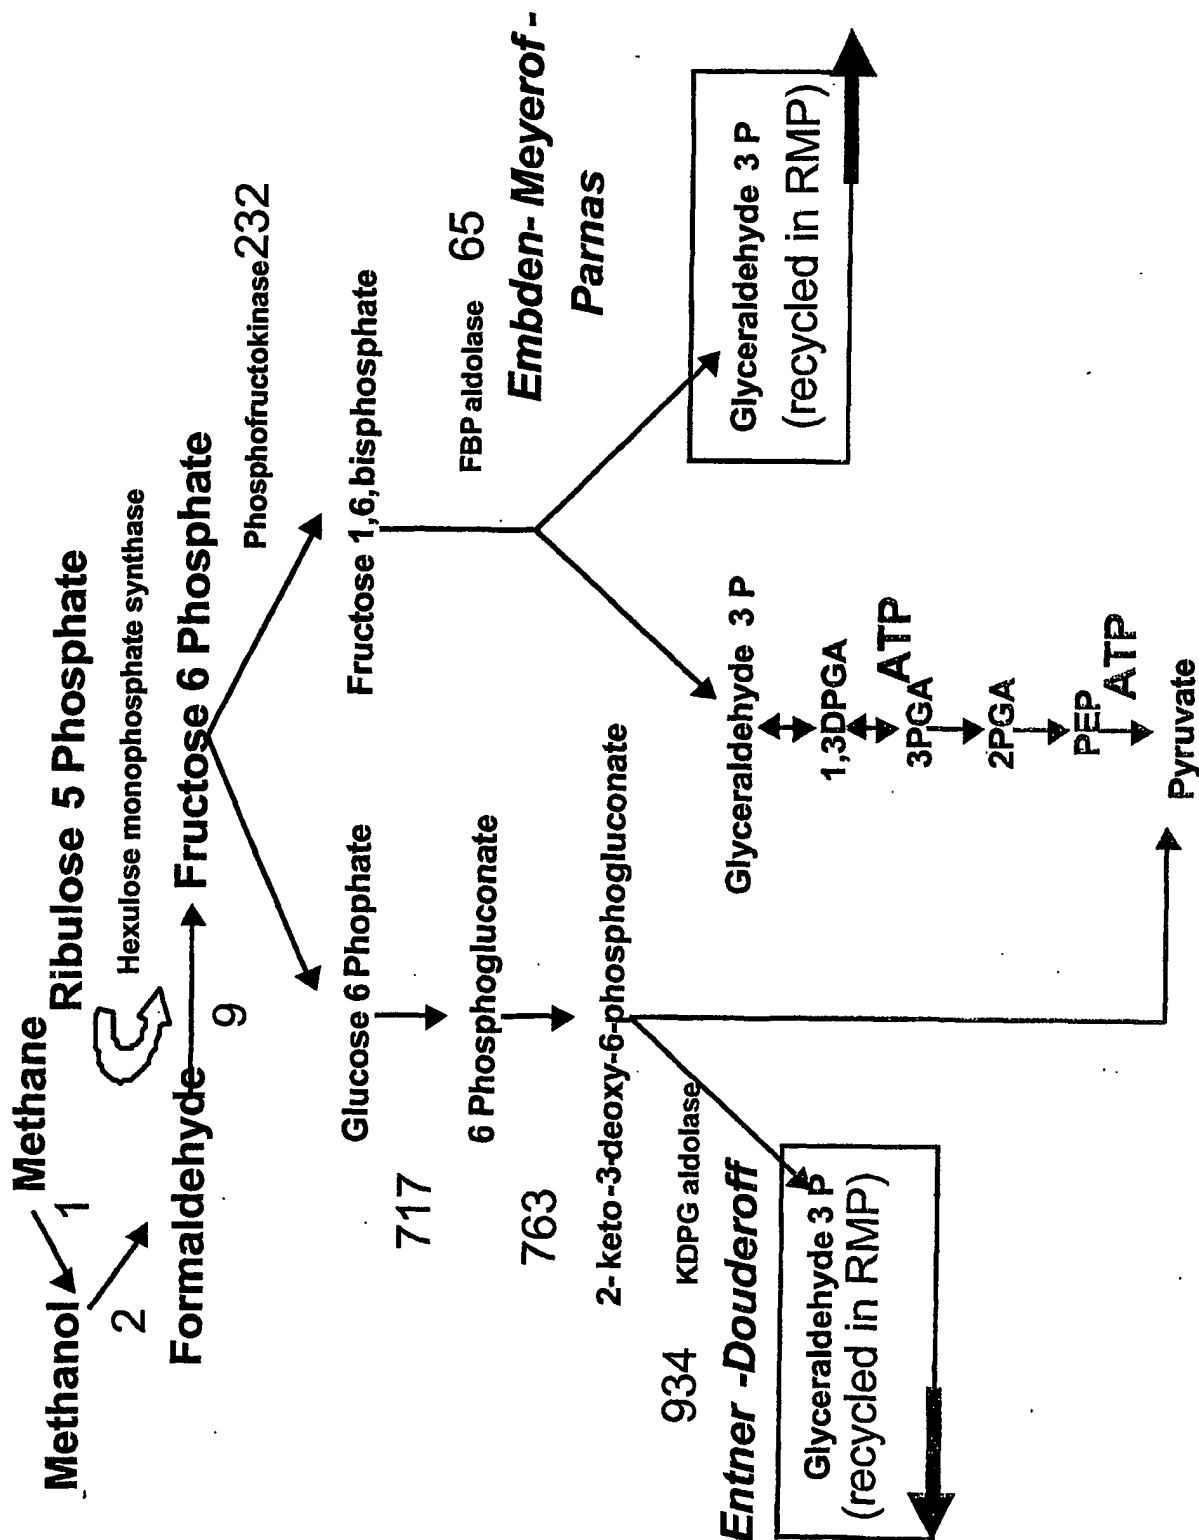 Methane
1
Methanol
2
Ribulose 5 Phosphate
Hexulose monophosphate synthase
Formaldehyde
9
Fructose 6 Phosphate
Phosphofructokinase 232
Glucose 6 Phophate
Fructose 1,6,bisphosphate
717
FBP aldolase 65
6 Phosphogluconate
Embden- Meyerof -
Parnas
763
2- keto -3-deoxy-6-phosphogluconate
934
KDPG aldolase
Entner -Douderoff
Glyceraldehyde 3 P
(recycled in RMP)
Glyceraldehyde 3 P
Glyceraldehyde 3 P
(recycled in RMP)
1,3DPGA
ATP
3PGA
2PGA
PEP
ATP
Pyruvate